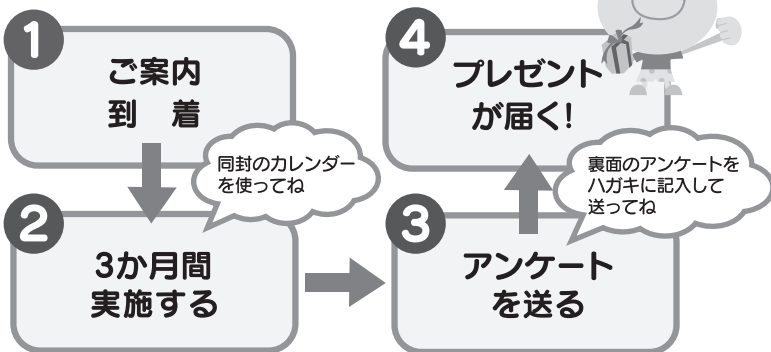 1
ご案内
到　着
同封のカレンダー
を使ってね
2
3か月間
実施する
3
アンケート
を送る
裏面のアンケートを
ハガキに記入して
送ってね
4
プレゼント
が届く!